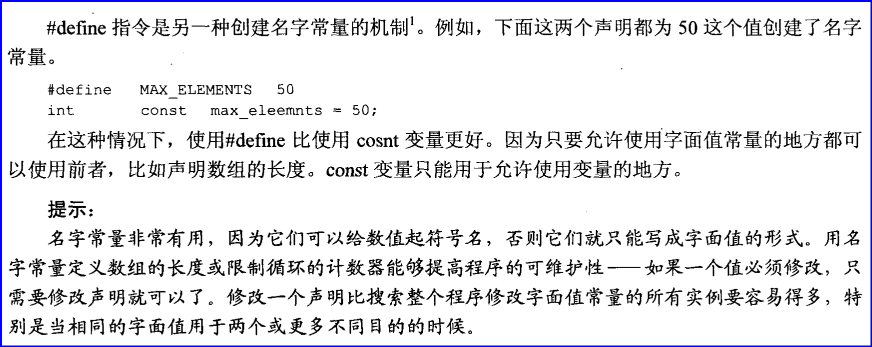 #define 指令是另一种创建名字常量的机制¹。例如，下面这两个声明都为 50 这个值创建了名字
常量。
#define MAX_ELEMENTS 50
int const max_eleemnts = 50;
在这种情况下，使用#define 比使用 cosnt 变量更好。因为只要允许使用字面值常量的地方都可
以使用前者，比如声明数组的长度。const 变量只能用于允许使用变量的地方。
提示：
名字常量非常有用，因为它们可以给数值起符号名，否则它们就只能写成字面值的形式。用名
字常量定义数组的长度或限制循环的计数器能够提高程序的可维护性——如果一个值必须修改，只
需要修改声明就可以了。修改一个声明比搜索整个程序修改字面值常量的所有实例要容易得多，特
别是当相同的字面值用于两个或更多不同目的的时候。